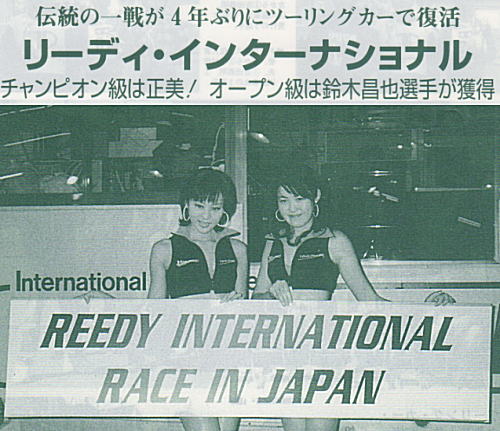 伝統の一戦が4年ぶりにツーリングカーで復活
リーディ・インターナショナル
チャンピオン級は正美！ オープン級は鈴木昌也選手が獲得
International
REEDY INTERNATIONAL
RACE IN JAPAN